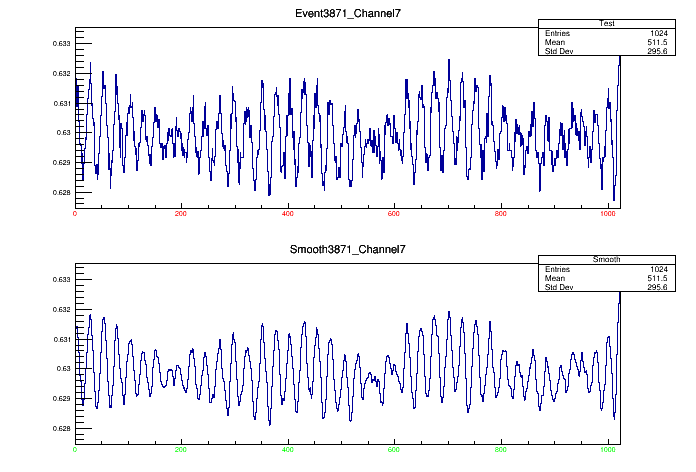 Event3871_Channel7
Test
Entries 1024
Mean 511.5
Std Dev 295.6
0.633
0.632
0.631
0.63
0.629
0.628
0 200 400 600 800 1000
Smooth3871_Channel7
Smooth
Entries 1024
Mean 511.5
Std Dev 295.6
0.633
0.632
0.631
0.63
0.629
0.628
0 200 400 600 800 1000